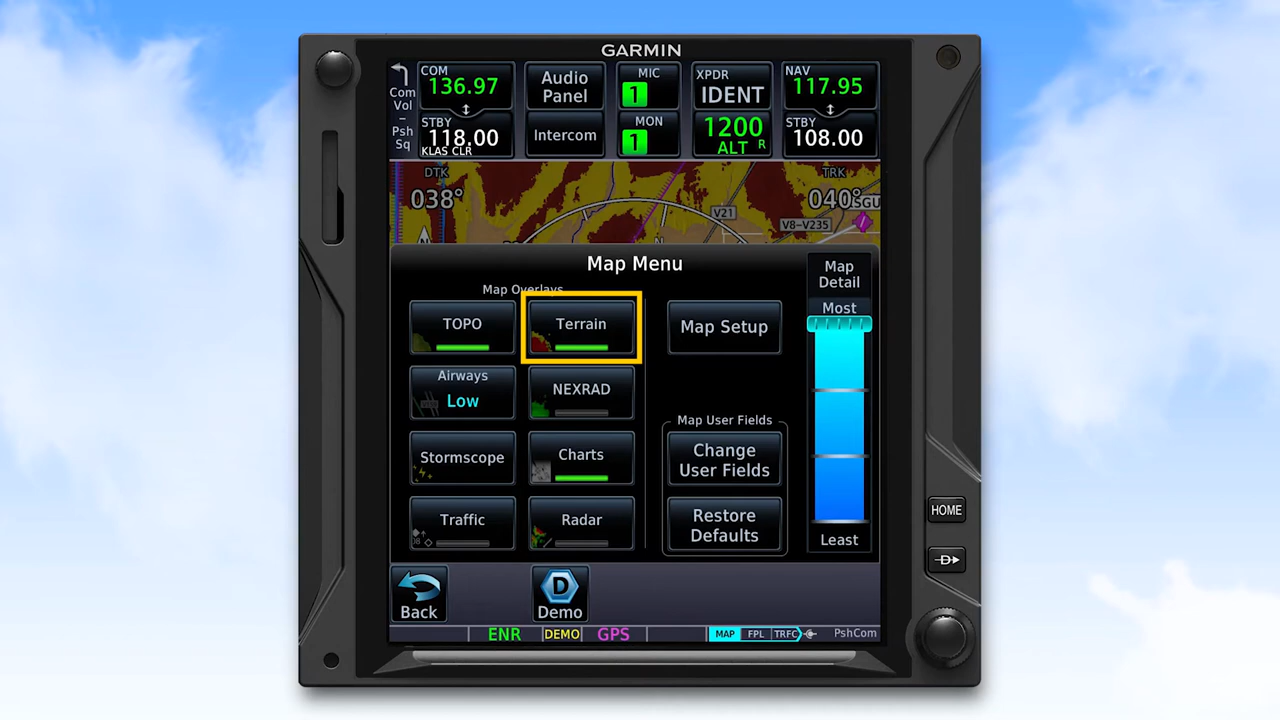 GARMIN
Com
Vol
–
Psh
Sq
COM
136.97
STBY
118.00
KLAS CLR
Audio
Panel
Intercom
MIC
1
MON
1
XPDR
IDENT
1200
ALT R
NAV
117.95
STBY
108.00
DTK
038°
TRK
040°
SGU
V21
V8-V235
N
N
Map Menu
Map Overlays
TOPO
Terrain
Airways
Low
NEXRAD
Stormscope
Charts
Traffic
Radar
Map Setup
Map User Fields
Change
User Fields
Restore
Defaults
Map
Detail
Most
Least
HOME
D
Back
D
Demo
ENR
DEMO
GPS
MAP
FPL
TRFC
PshCom